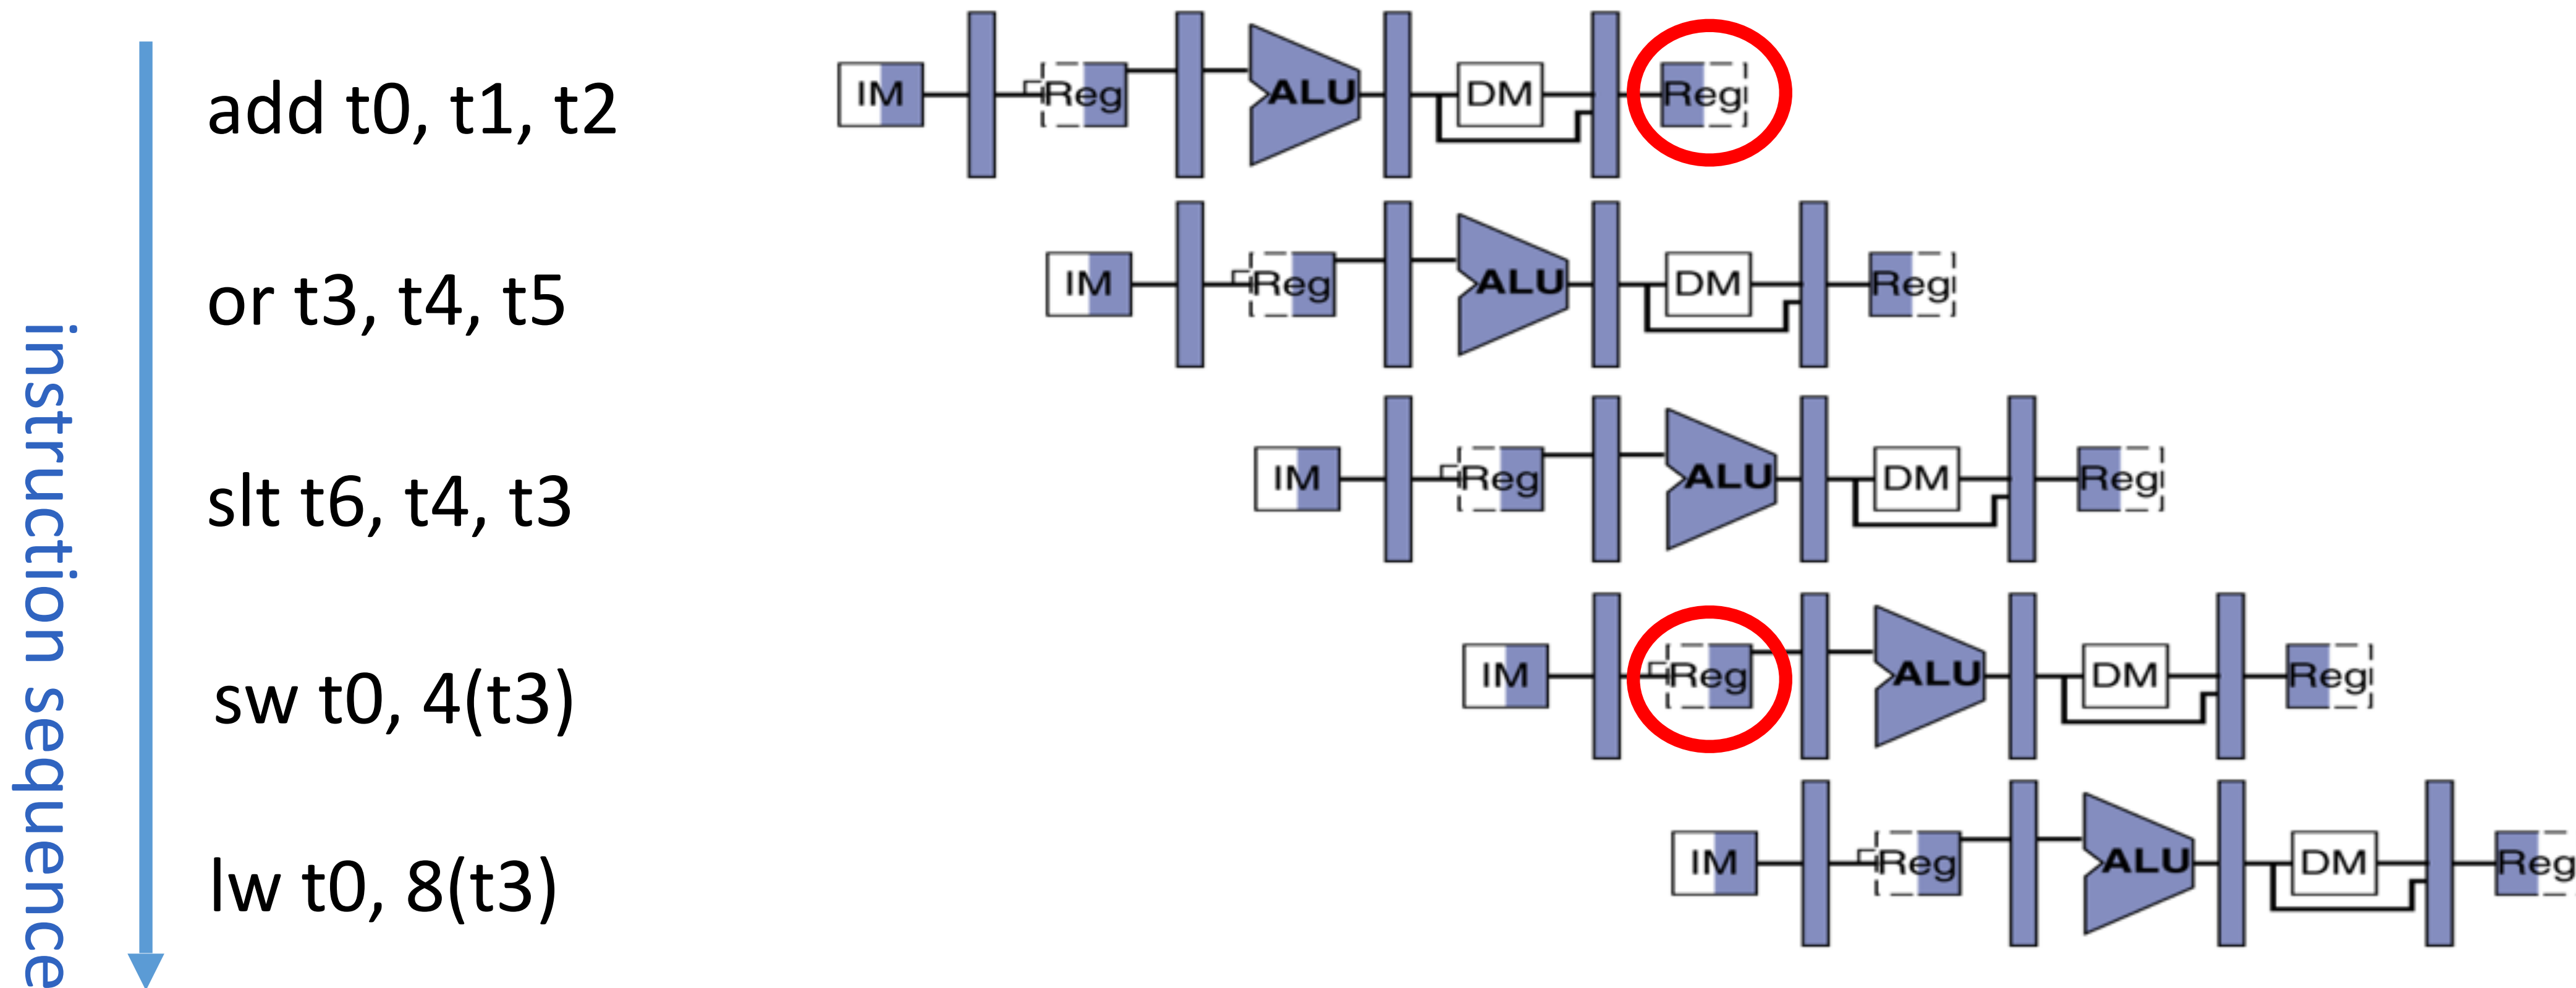 instruction sequence
add t0, t1, t2
IM Reg ALU DM Reg
or t3, t4, t5
IM Reg ALU DM Reg
slt t6, t4, t3
IM Reg ALU DM Reg
sw t0, 4(t3)
IM Reg ALU DM Reg
lw t0, 8(t3)
IM Reg ALU DM Reg